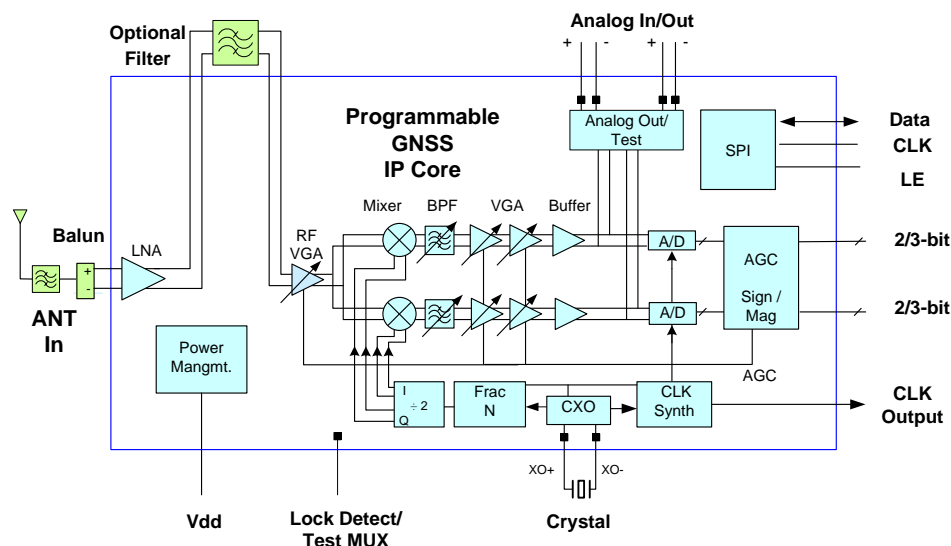 Analog In/Out
Optional
Filter
+ - + -
Programmable
GNSS
IP Core
Analog Out/
Test
SPI
Data
CLK
LE
Mixer BPF VGA Buffer
Balun
LNA
RF
VGA
+
-
A/D
2/3-bit
AGC
Sign /
Mag
A/D
2/3-bit
ANT
In
Power
Mangmt.
AGC
I
÷ 2
Q
Frac
N
CXO
CLK
Synth
CLK
Output
XO+ XO-
Vdd
Lock Detect/
Test MUX
Crystal